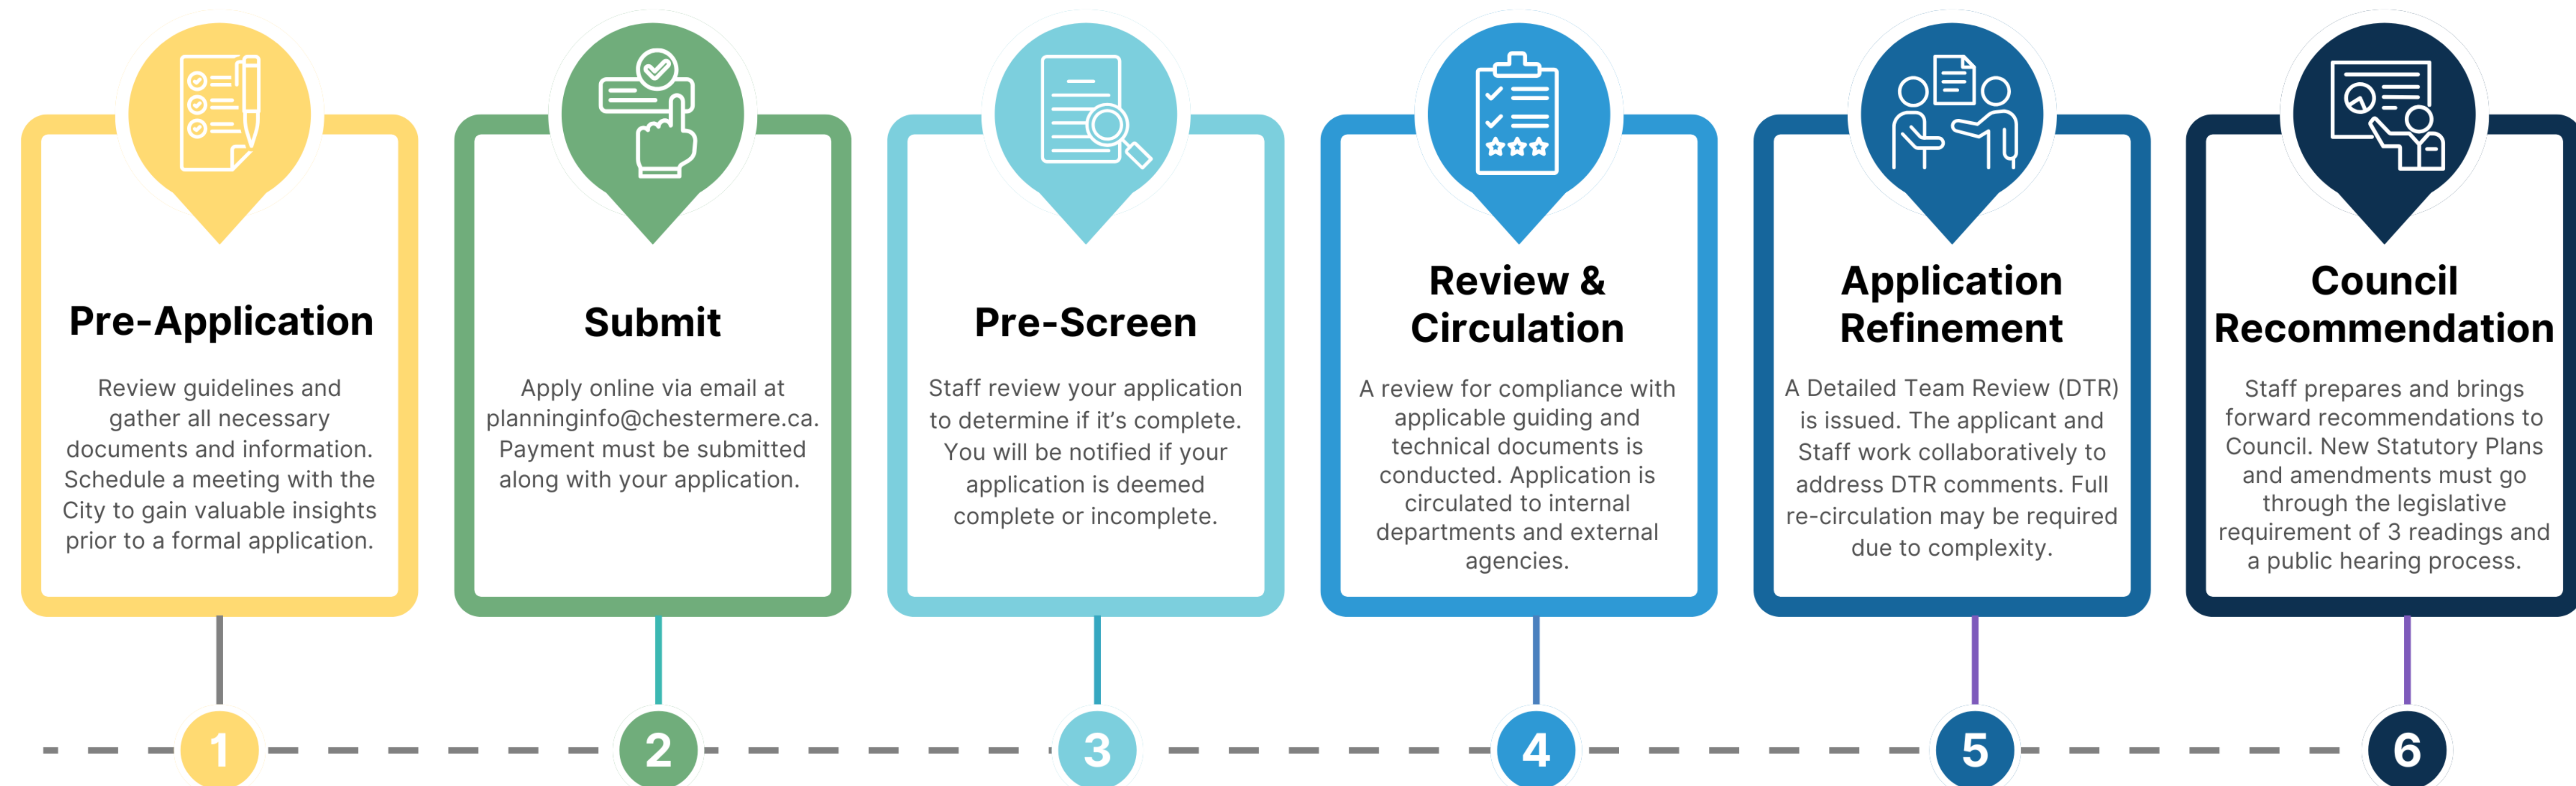 Pre-Application
Review guidelines and
gather all necessary
documents and information.
Schedule a meeting with the
City to gain valuable insights
prior to a formal application.
1
Submit
Apply online via email at
planninginfo@chestermere.ca.
Payment must be submitted
along with your application.
2
Pre-Screen
Staff review your application
to determine if it’s complete.
You will be notified if your
application is deemed
complete or incomplete.
3
Review &
Circulation
A review for compliance with
applicable guiding and
technical documents is
conducted. Application is
circulated to internal
departments and external
agencies.
4
Application
Refinement
A Detailed Team Review (DTR)
is issued. The applicant and
Staff work collaboratively to
address DTR comments. Full
re-circulation may be required
due to complexity.
5
Council
Recommendation
Staff prepares and brings
forward recommendations to
Council. New Statutory Plans
and amendments must go
through the legislative
requirement of 3 readings and
a public hearing process.
6